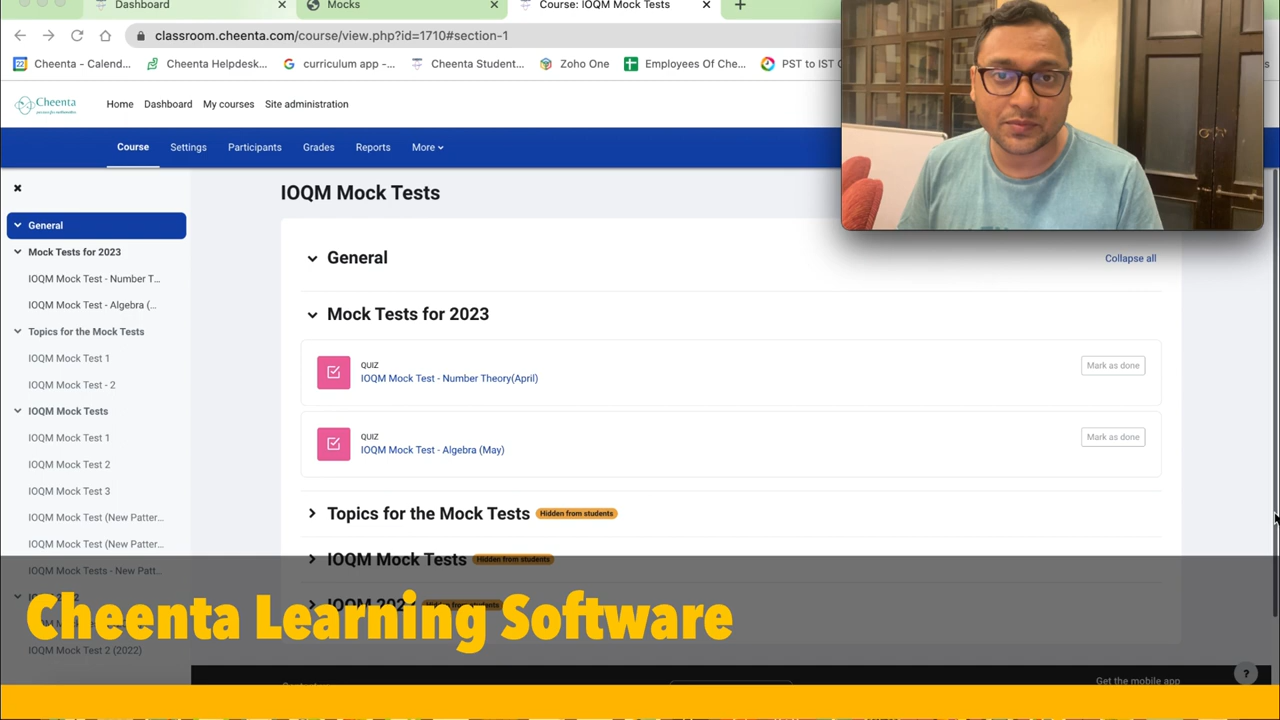 Dashboard
Mocks
Course: IOQM Mock Tests
classroom.cheenta.com/course/view.php?id=1710#section-1
Cheenta - Calend...
Cheenta Helpdesk...
curriculum app -...
Cheenta Student...
Zoho One
Employees Of Che...
PST to IST C
Cheenta
Home
Dashboard
My courses
Site administration
Course
Settings
Participants
Grades
Reports
More
General
Mock Tests for 2023
IOQM Mock Test - Number T...
IOQM Mock Test - Algebra (...
Topics for the Mock Tests
IOQM Mock Test 1
IOQM Mock Test - 2
IOQM Mock Tests
IOQM Mock Test 1
IOQM Mock Test 2
IOQM Mock Test 3
IOQM Mock Test (New Patter...
IOQM Mock Test (New Patter...
IOQM Mock Tests - New Patt...
IOQM Mock Test 2 (2022)
IOQM Mock Tests
General
Collapse all
Mock Tests for 2023
QUIZ
IOQM Mock Test - Number Theory(April)
Mark as done
QUIZ
IOQM Mock Test - Algebra (May)
Mark as done
Topics for the Mock Tests
Hidden from students
IOQM Mock Tests
Hidden from students
Cheenta Learning Software
Get the mobile app
?